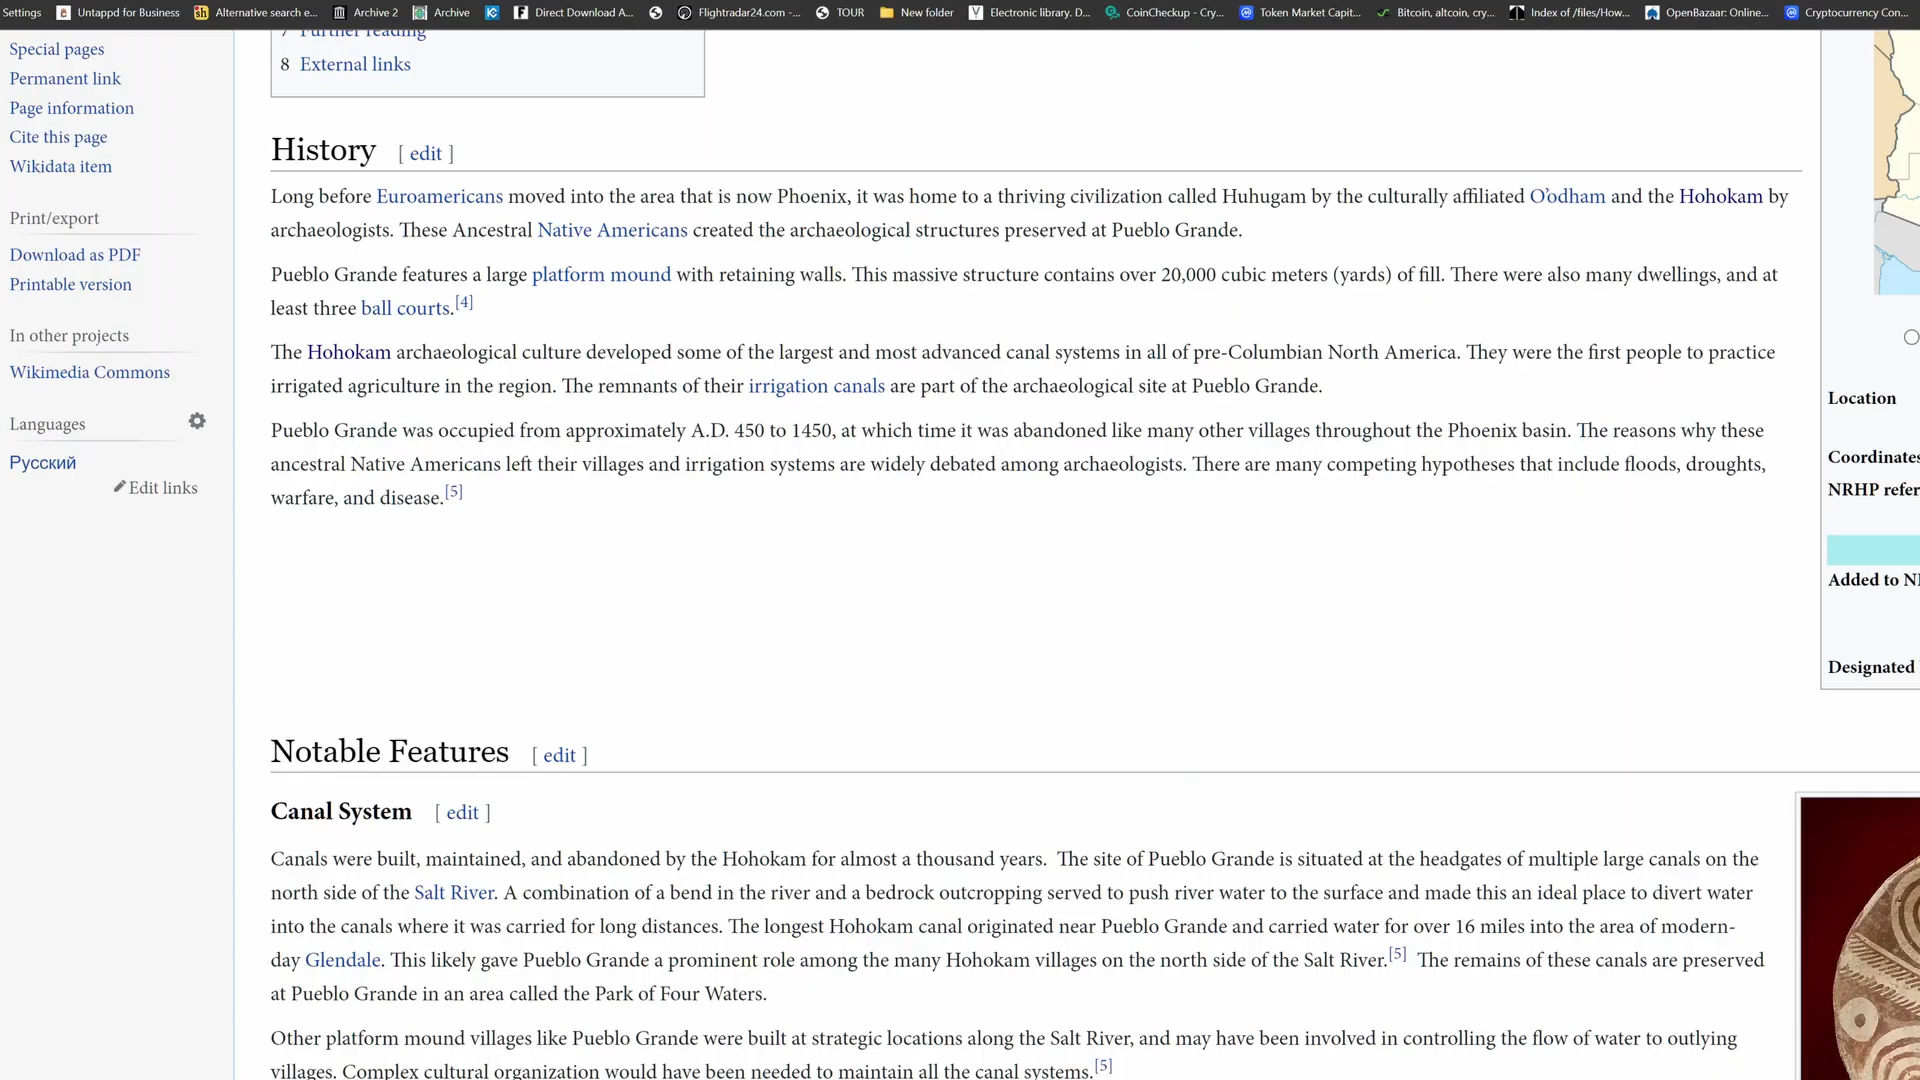 Settings Untappd for Business Alternative search e... Archive 2 Archive Direct Download A... Flightradar24.com -... TOUR New folder Electronic library. D... CoinCheckup - Cry... Token Market Capit... Bitcoin, altcoin, cry... Index of /files/How... OpenBazaar: Online... Cryptocurrency Con...
Special pages
Permanent link
Page information
Cite this page
Wikidata item
Print/export
Download as PDF
Printable version
In other projects
Wikimedia Commons
Languages
Русский
Edit links
7 Further reading
8 External links
History [ edit ]
Long before Euroamericans moved into the area that is now Phoenix, it was home to a thriving civilization called Huhugam by the culturally affiliated O’odham and the Hohokam by
archaeologists. These Ancestral Native Americans created the archaeological structures preserved at Pueblo Grande.
Pueblo Grande features a large platform mound with retaining walls. This massive structure contains over 20,000 cubic meters (yards) of fill. There were also many dwellings, and at
least three ball courts.[4]
The Hohokam archaeological culture developed some of the largest and most advanced canal systems in all of pre-Columbian North America. They were the first people to practice
irrigated agriculture in the region. The remnants of their irrigation canals are part of the archaeological site at Pueblo Grande.
Pueblo Grande was occupied from approximately A.D. 450 to 1450, at which time it was abandoned like many other villages throughout the Phoenix basin. The reasons why these
ancestral Native Americans left their villages and irrigation systems are widely debated among archaeologists. There are many competing hypotheses that include floods, droughts,
warfare, and disease.[5]
Location
Coordinates
NRHP refer
Added to N
Designated
Notable Features [ edit ]
Canal System [ edit ]
Canals were built, maintained, and abandoned by the Hohokam for almost a thousand years. The site of Pueblo Grande is situated at the headgates of multiple large canals on the
north side of the Salt River. A combination of a bend in the river and a bedrock outcropping served to push river water to the surface and made this an ideal place to divert water
into the canals where it was carried for long distances. The longest Hohokam canal originated near Pueblo Grande and carried water for over 16 miles into the area of modern-
day Glendale. This likely gave Pueblo Grande a prominent role among the many Hohokam villages on the north side of the Salt River.[5] The remains of these canals are preserved
at Pueblo Grande in an area called the Park of Four Waters.
Other platform mound villages like Pueblo Grande were built at strategic locations along the Salt River, and may have been involved in controlling the flow of water to outlying
villages. Complex cultural organization would have been needed to maintain all the canal systems.[5]